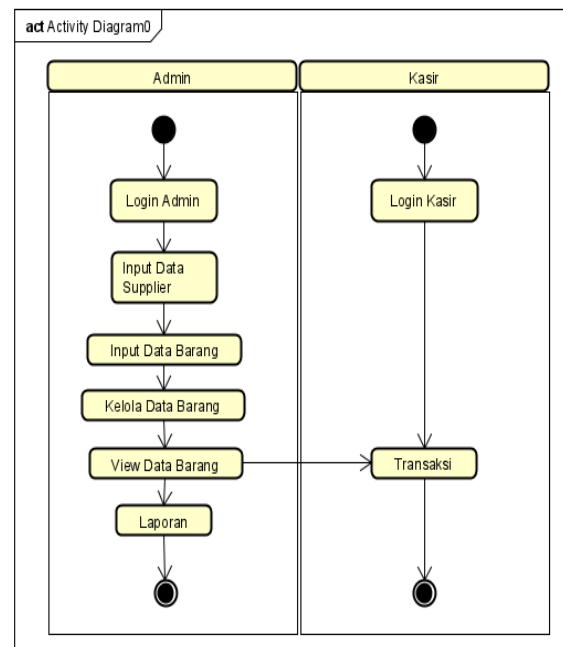 act Activity Diagram0
Admin
Kasir
Login Admin
Login Kasir
Input Data
Supplier
Input Data Barang
Kelola Data Barang
View Data Barang
Transaksi
Laporan